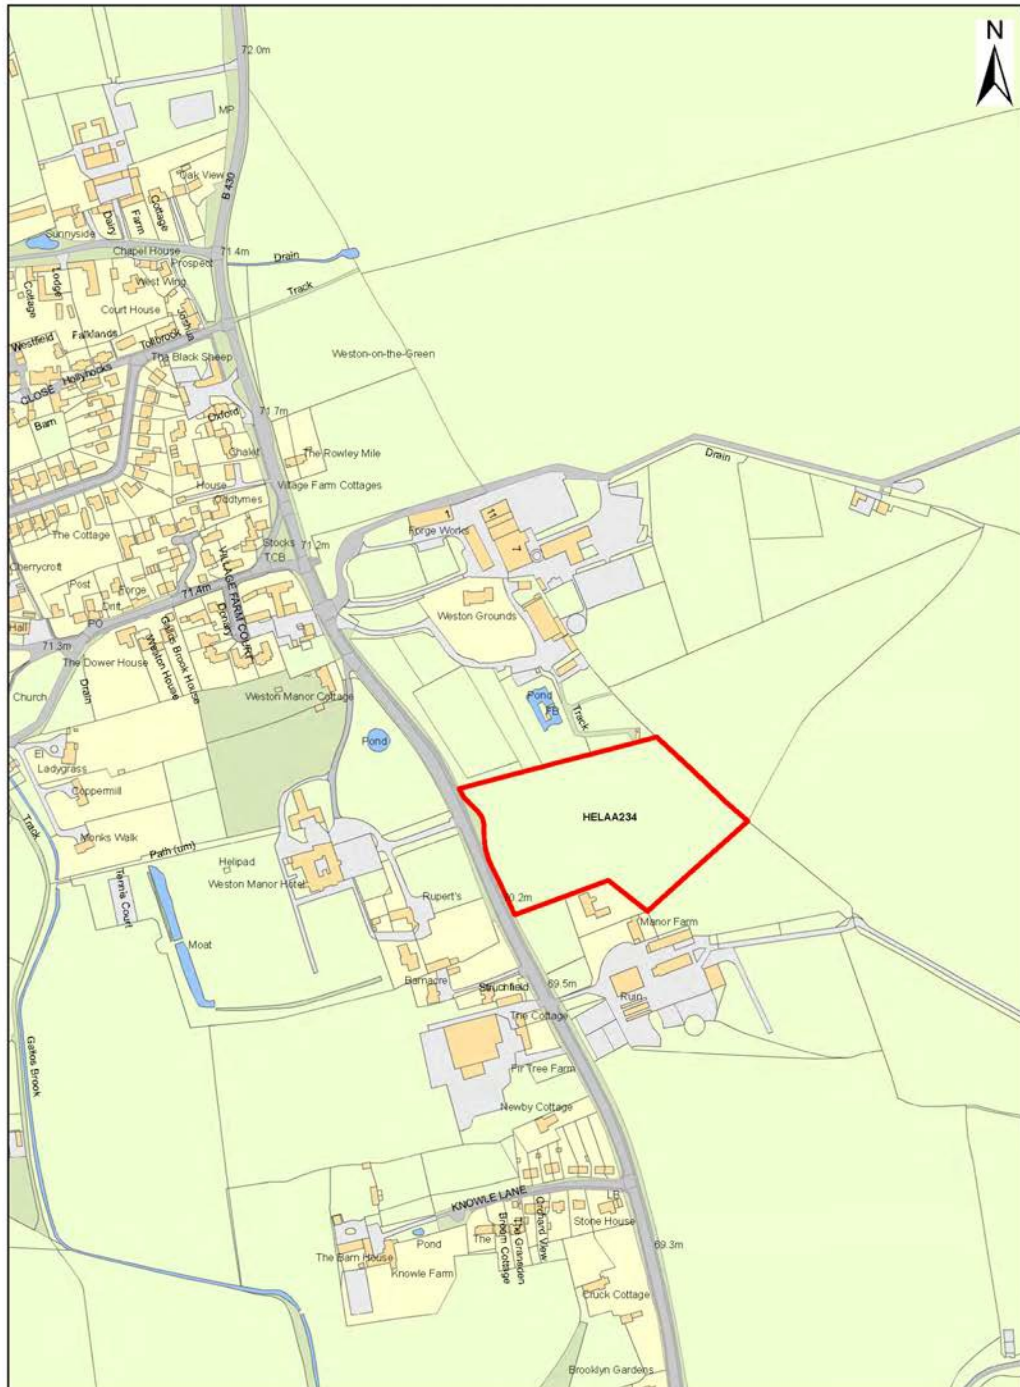 N
72.0m
MP
Oak View
B 430
Cottage
Farm
Dairy
Sunnyside
Chapel House
71.4m
Prospect
Drain
Track
West Wing
Lodge
Cottage
Court House
Joshua
Falklands
Tollbrook
Westfield
The Black Sheep
Weston-on-the-Green
Hollyhocks
CLOSE
Barn
Oxford
71.7m
Chalet
The Rowley Mile
Drain
House
Village Farm Cottages
Oddtymes
1
11
7
Forge Works
The Cottage
Stocks
TCB
71.2m
Cherrycroft
Post
Forge
71.4m
VILLAGE FARM COURT
Drift
PO
Donary
Weston Grounds
Hall
71.3m
Gallos Brook House
Weston House
The Dower House
Church
Drain
Weston Manor Cottage
Pond
FB
Track
Pond
El
Ladygrass
Coppermill
HELAA234
Track
Monks Walk
Path (um)
Helipad
Weston Manor Hotel
Tennis Court
Rupert's
Manor Farm
Moat
Barnacre
69.5m
Ruin
The Cottage
Gallos Brook
Fir Tree Farm
Newby Cottage
KNOWLE LANE
LB
Stone House
The
Orchard View
The Gransden
Broom Cottage
69.3m
The Barn House
Pond
Knowle Farm
Cruck Cottage
Brooklyn Gardens